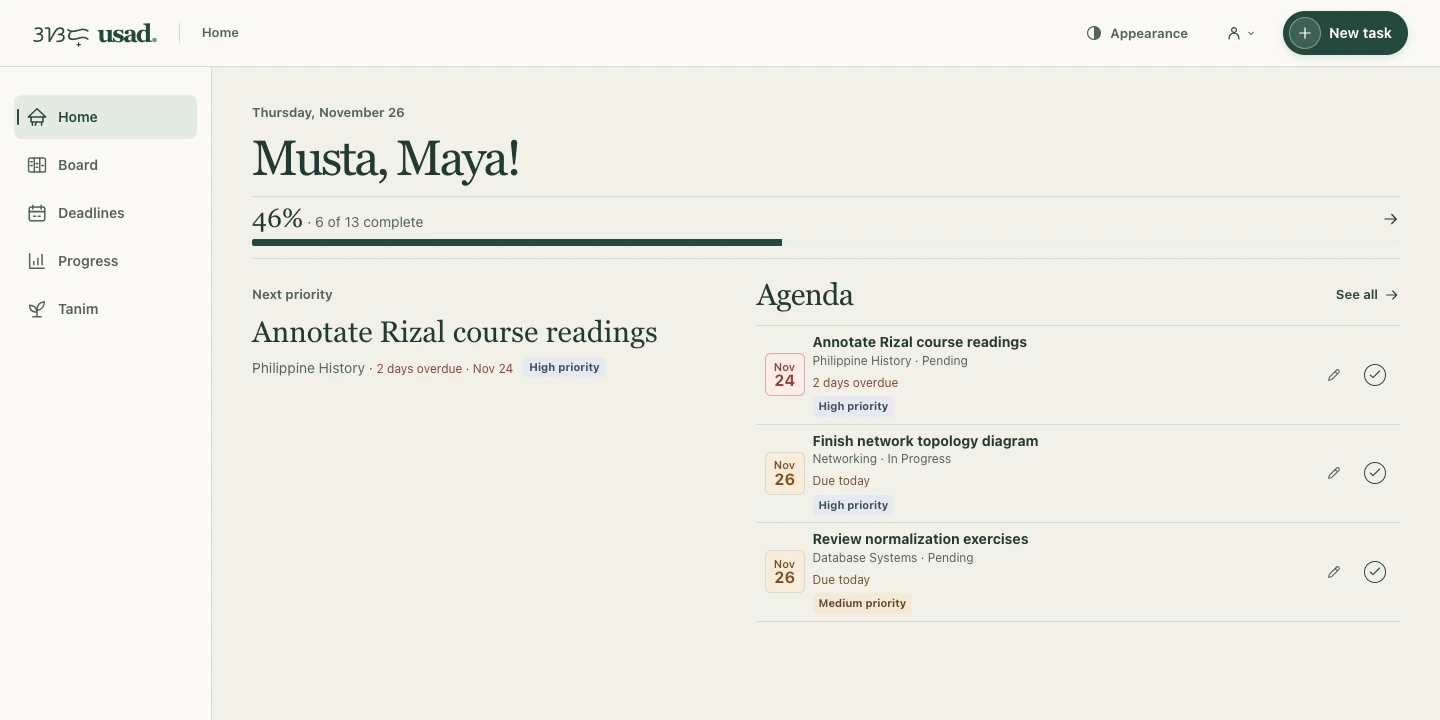 ᜂᜐᜇ᜔ usad.
Home
Appearance
New task
Home
Board
Deadlines
Progress
Tanim
Thursday, November 26
Musta, Maya!
46% · 6 of 13 complete
Next priority
Annotate Rizal course readings
Philippine History · 2 days overdue · Nov 24 High priority
Agenda
See all
Nov
24
Annotate Rizal course readings
Philippine History · Pending
2 days overdue
High priority
Nov
26
Finish network topology diagram
Networking · In Progress
Due today
High priority
Nov
26
Review normalization exercises
Database Systems · Pending
Due today
Medium priority